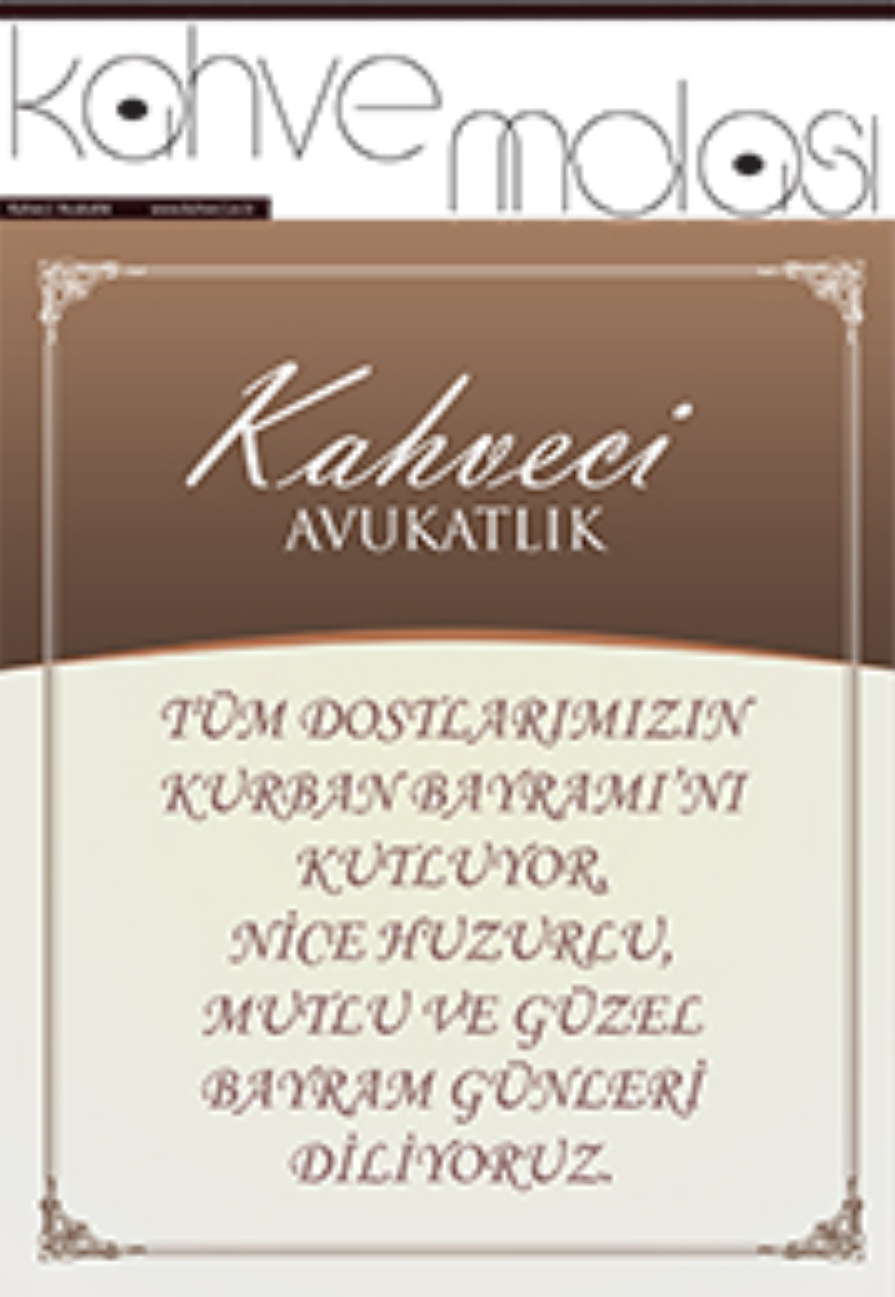 kahve molası
Kahveci
AVUKATLIK
TÜM DOSTLARIMIZIN
KURBAN BAYRAMI'NI
KUTLUYOR,
NİCE HUZURLU,
MUTLU VE GÜZEL
BAYRAM GÜNLERİ
DİLİYORUZ.